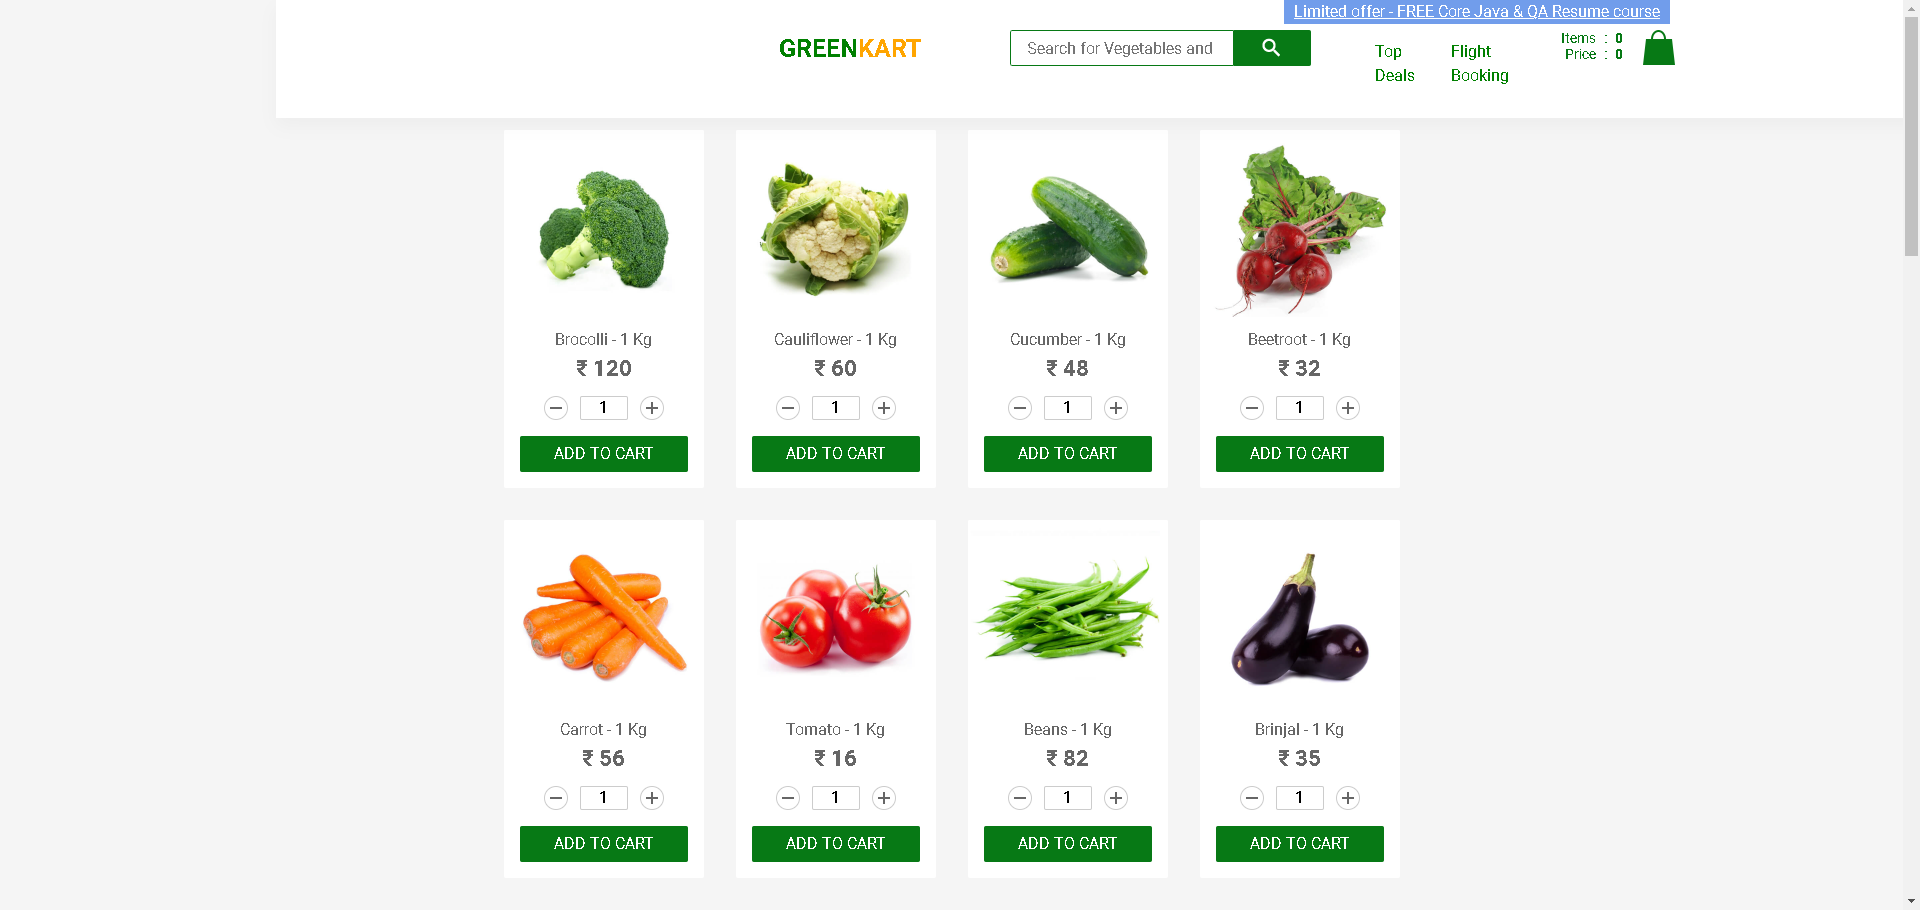 Limited offer - FREE Core Java & QA Resume course
GREENKART
Search for Vegetables and
Top Deals
Flight Booking
Items : 0
Price : 0
Brocolli - 1 Kg
₹ 120
1
ADD TO CART
Cauliflower - 1 Kg
₹ 60
1
ADD TO CART
Cucumber - 1 Kg
₹ 48
1
ADD TO CART
Beetroot - 1 Kg
₹ 32
1
ADD TO CART
Carrot - 1 Kg
₹ 56
1
ADD TO CART
Tomato - 1 Kg
₹ 16
1
ADD TO CART
Beans - 1 Kg
₹ 82
1
ADD TO CART
Brinjal - 1 Kg
₹ 35
1
ADD TO CART